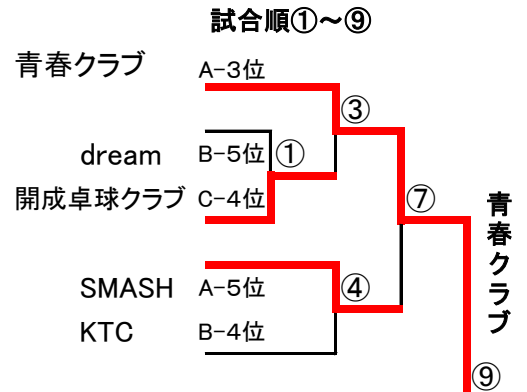 試合順①～⑨
青春クラブ A-3位
③
dream B-5位 ①
開成卓球クラブ C-4位
⑦
青春クラブ
SMASH A-5位 ④
KTC B-4位
⑨